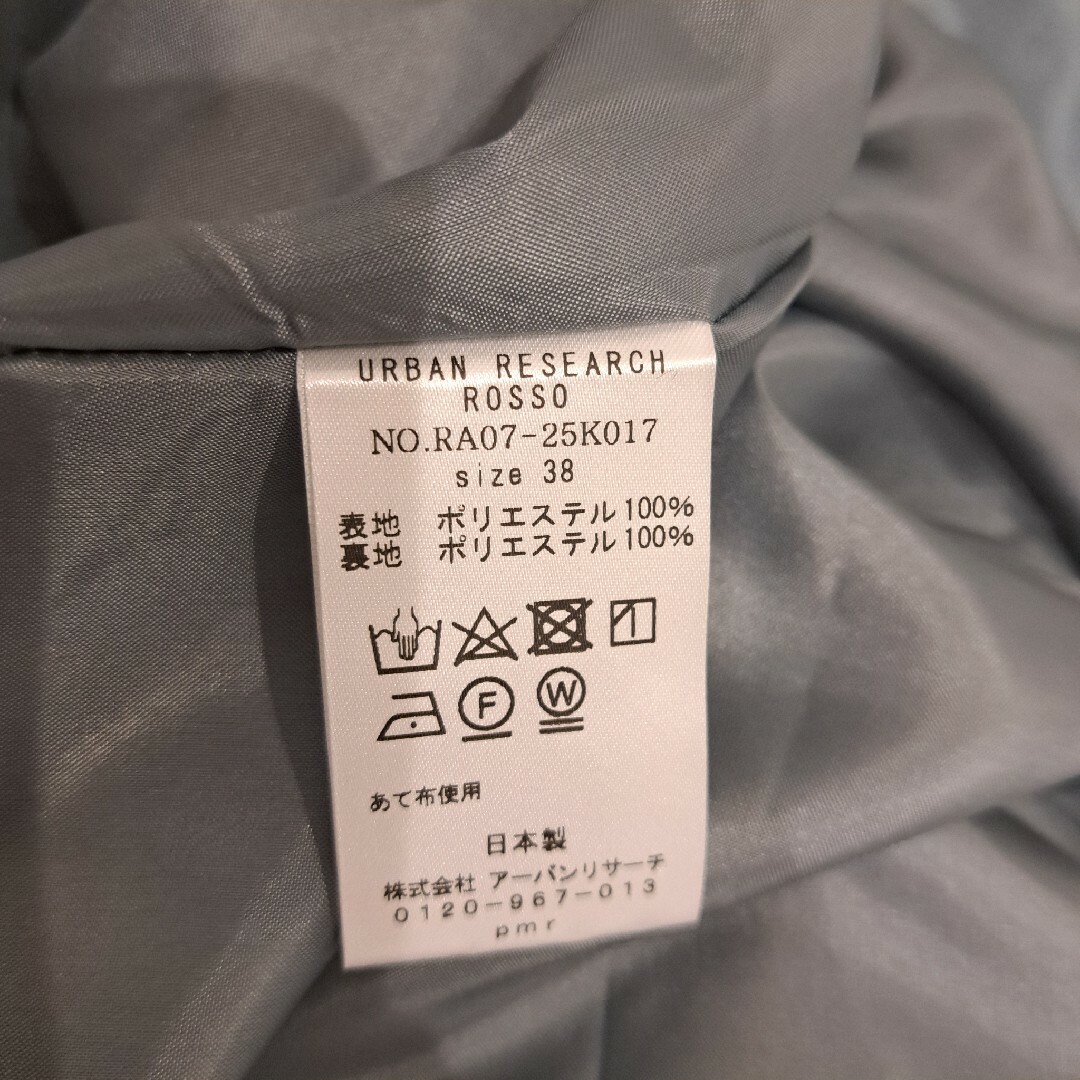 URBAN RESEARCH
ROSSO
NO.RA07-25K017
size 38
表地 ポリエステル100%
裏地 ポリエステル100%
F W
あて布使用
日本製
株式会社 アーバンリサーチ
0120-967-013
pmr